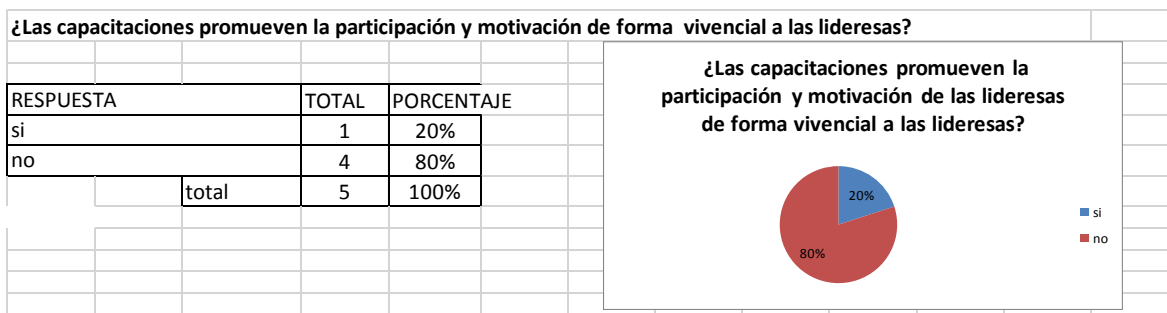 ¿Las capacitaciones promueven la participación y motivación de forma vivencial a las lideresas?
RESPUESTA TOTAL PORCENTAJE
si 1 20%
no 4 80%
total 5 100%
¿Las capacitaciones promueven la
participación y motivación de las lideresas
de forma vivencial a las lideresas?
20%
80%
si
no